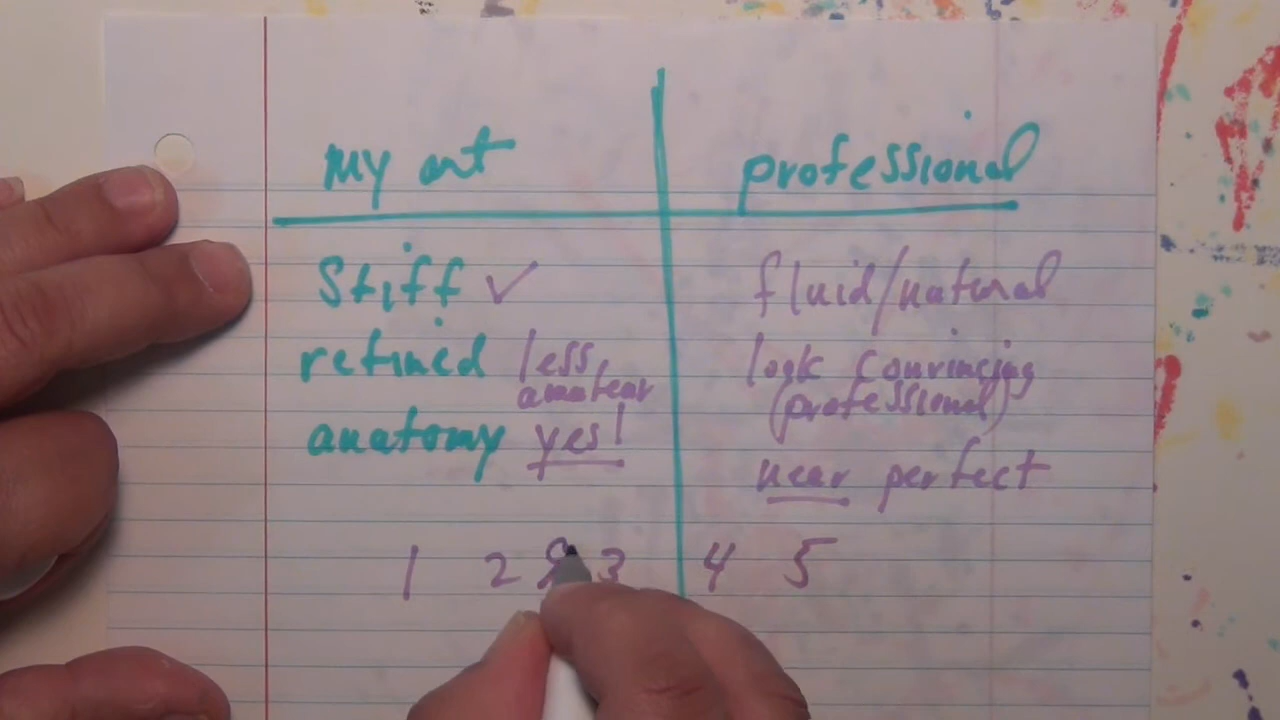 my art professional
Stiff ✓ fluid/natural
refined less, look convincing
amatear (professional)
anatomy yes! near perfect
1 2 3 4 5